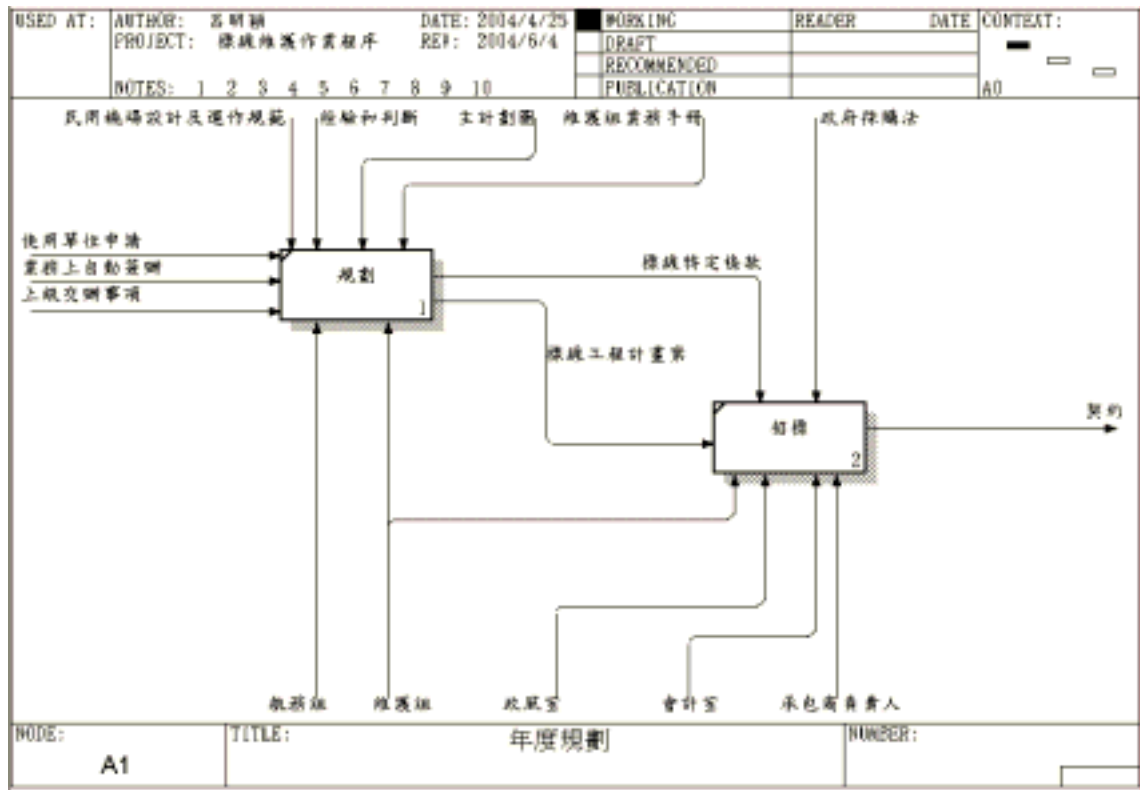 USED AT:
AUTHOR: 呂明穎
DATE: 2004/4/25
PROJECT: 標線維護作業程序
REV: 2004/6/4
NOTES: 1 2 3 4 5 6 7 8 9 10
WORKING
DRAFT
RECOMMENDED
PUBLICATION
READER
DATE
CONTEXT:
A0
民用機場設計及運作規範
經驗和判斷
主計劃圖
維護組業務手冊
政府採購法
使用單位申請
業務上自動簽辦
上級交辦事項
規劃
1
標線特定條款
標線工程計畫案
招標
2
契約
航務組
維護組
政風室
會計室
承包商負責人
NODE:
A1
TITLE:
年度規劃
NUMBER: